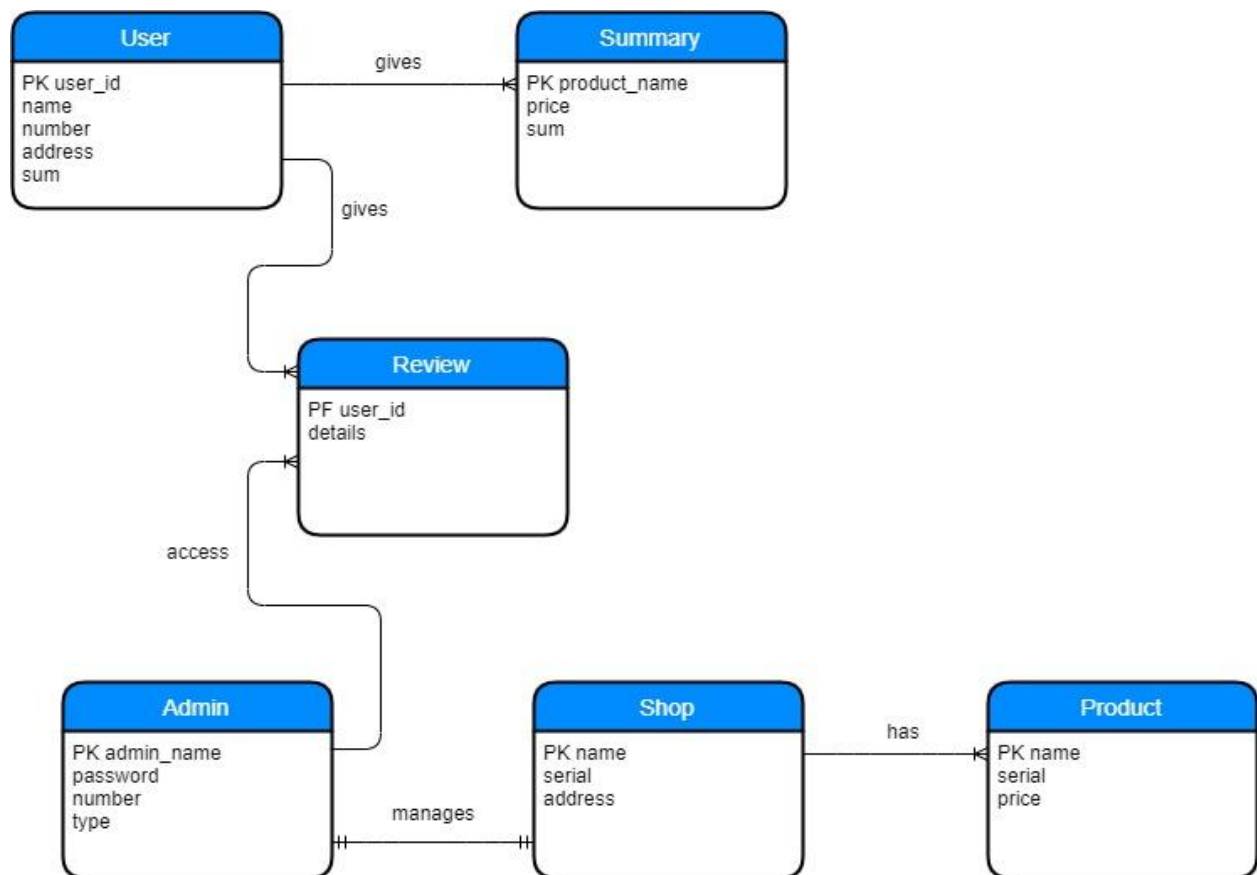 User
PK user_id
name
number
address
sum
gives
Summary
PK product_name
price
sum
gives
Review
PF user_id
details
access
Admin
PK admin_name
password
number
type
manages
Shop
PK name
serial
address
has
Product
PK name
serial
price